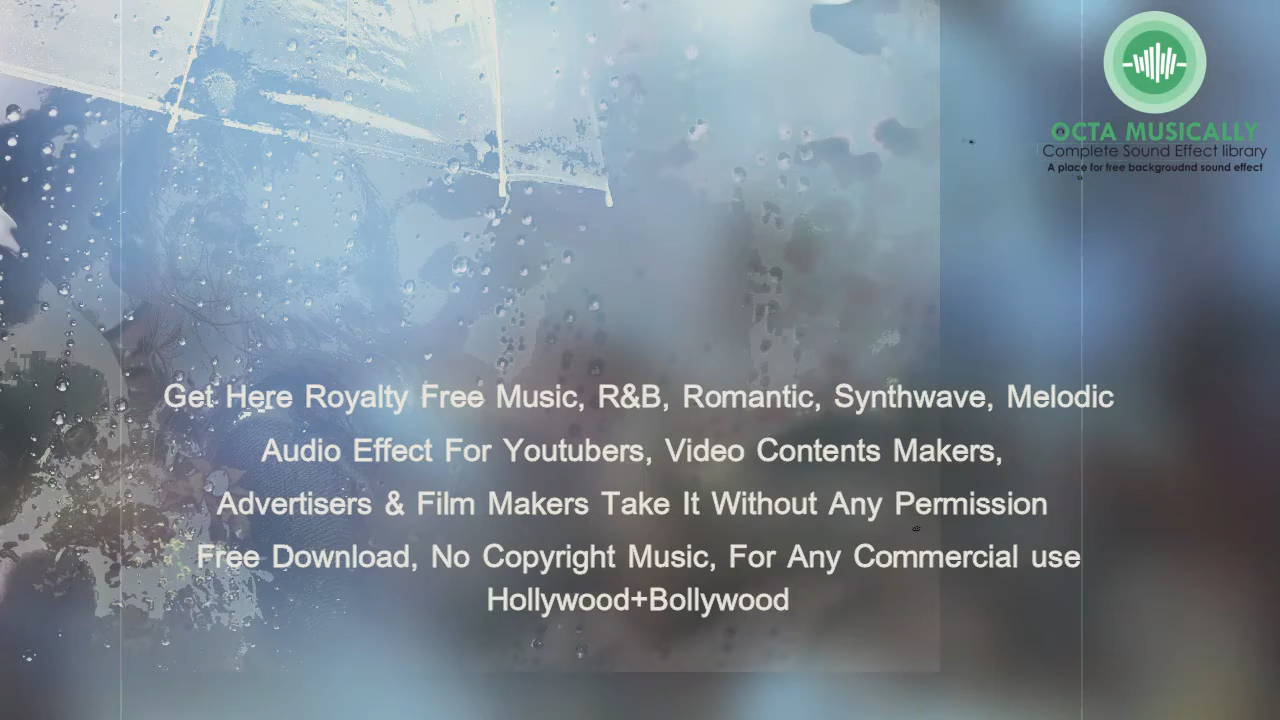 OCTA MUSICALLY
Complete Sound Effect library
A place for free backgroudnd sound effect
Get Here Royalty Free Music, R&B, Romantic, Synthwave, Melodic
Audio Effect For Youtubers, Video Contents Makers,
Advertisers & Film Makers Take It Without Any Permission
Free Download, No Copyright Music, For Any Commercial use
Hollywood+Bollywood